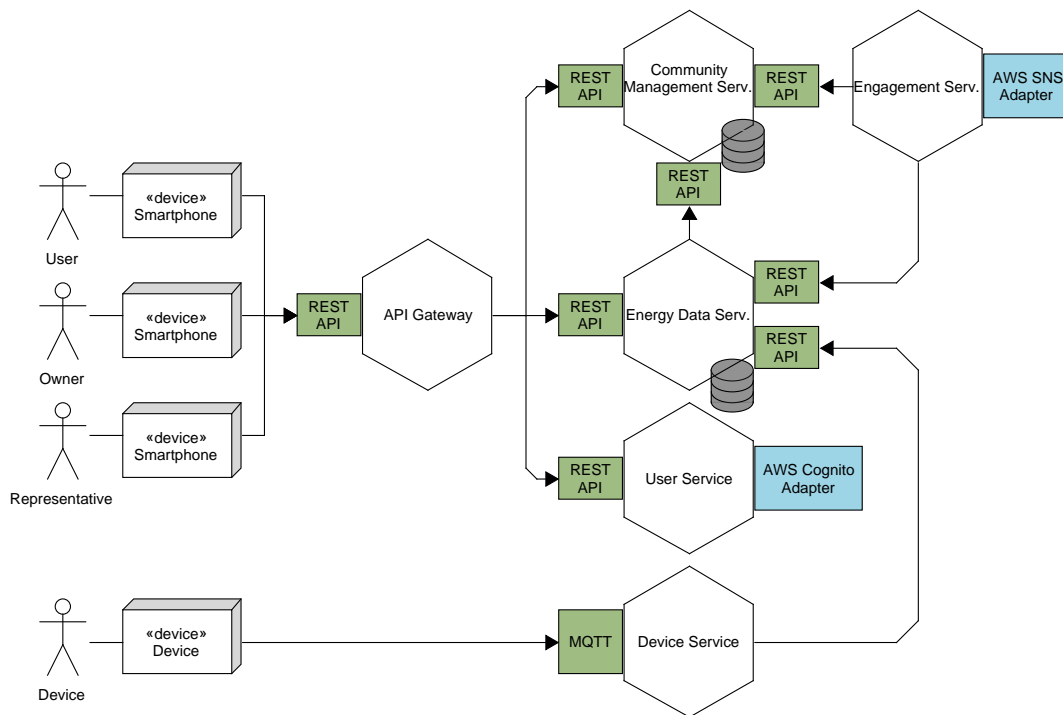 REST
API
Community
Management Serv.
REST
API
Engagement Serv.
AWS SNS
Adapter
REST
API
User
«device»
Smartphone
Owner
«device»
Smartphone
Representative
«device»
Smartphone
REST
API
API Gateway
REST
API
Energy Data Serv.
REST
API
REST
API
REST
API
User Service
AWS Cognito
Adapter
Device
«device»
Device
MQTT
Device Service